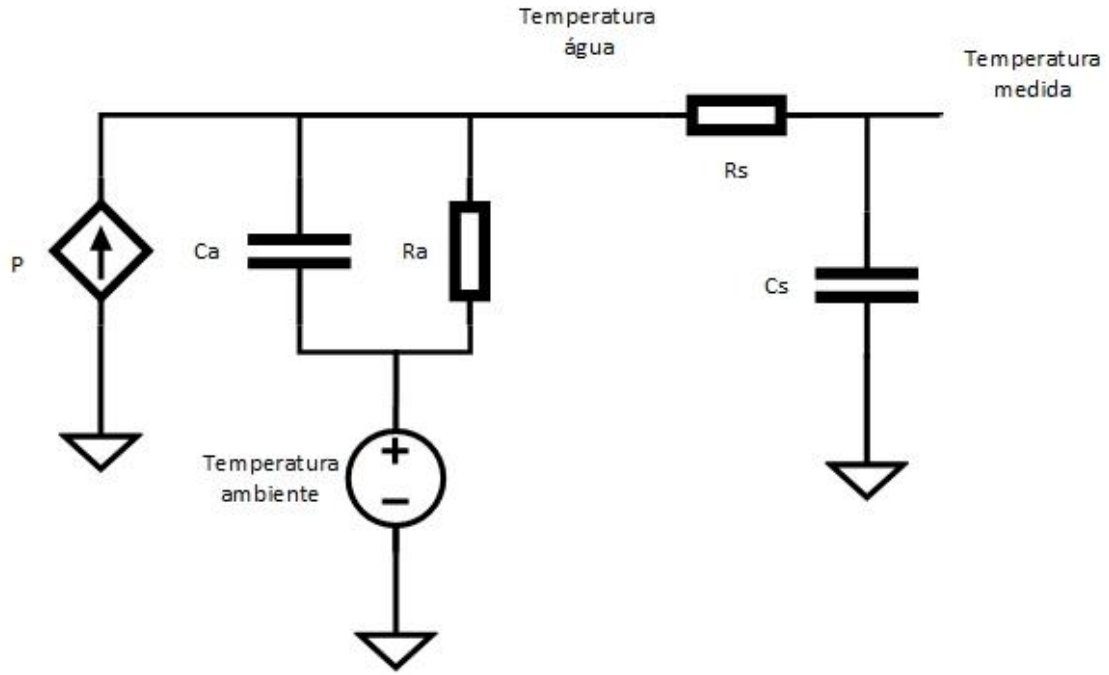 Temperatura
água
Temperatura
medida
Rs
P
Ca
Ra
Cs
Temperatura
ambiente